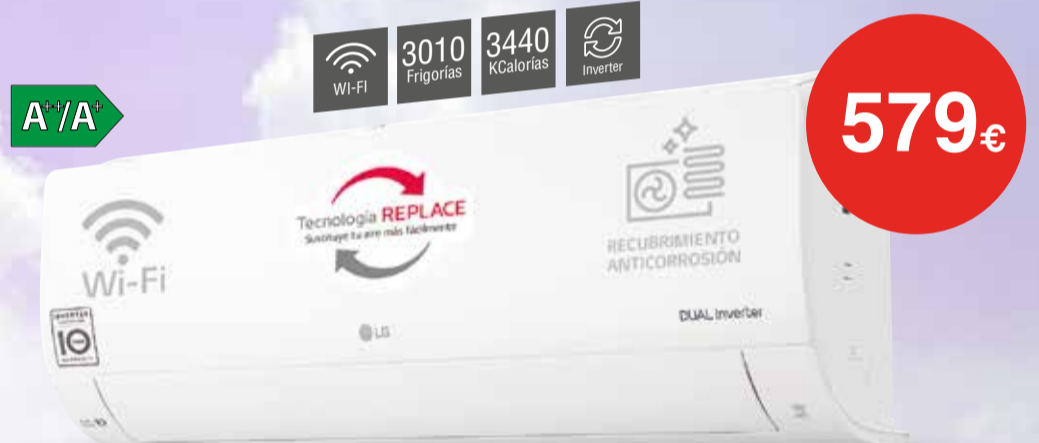 WI-FI
3010
Frigorías
3440
KCalorías
Inverter
A++/A+
579€
Tecnología REPLACE
Sustituye tu aire más fácilmente
Wi-Fi
RECUBRIMIENTO
ANTICORROSIÓN
INVERTER
10
LG
DUAL Inverter